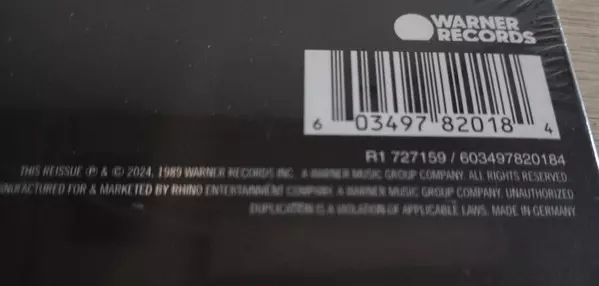 WARNER
RECORDS
6 03497 82018 4
R1 727159 / 603497820184
THIS REISSUE ℗ & © 2024, 1989 WARNER RECORDS INC. A WARNER MUSIC GROUP COMPANY. ALL RIGHTS RESERVED
MANUFACTURED FOR & MARKETED BY RHINO ENTERTAINMENT COMPANY, A WARNER MUSIC GROUP COMPANY. UNAUTHORIZED
DUPLICATION IS A VIOLATION OF APPLICABLE LAWS. MADE IN GERMANY